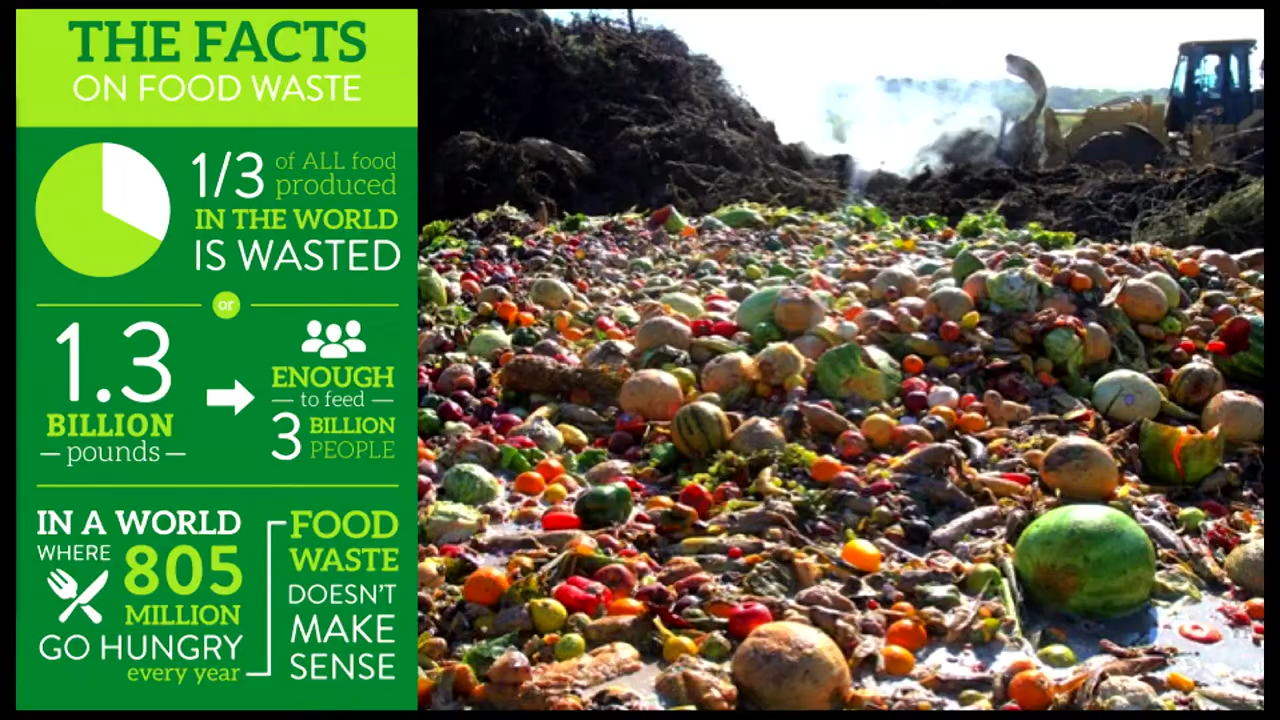 THE FACTS
ON FOOD WASTE
1/3 of ALL food
produced
IN THE WORLD
IS WASTED
or
1.3
BILLION
pounds
ENOUGH
to feed
3 BILLION
PEOPLE
IN A WORLD
WHERE 805
MILLION
GO HUNGRY
every year
FOOD
WASTE
DOESN'T
MAKE
SENSE